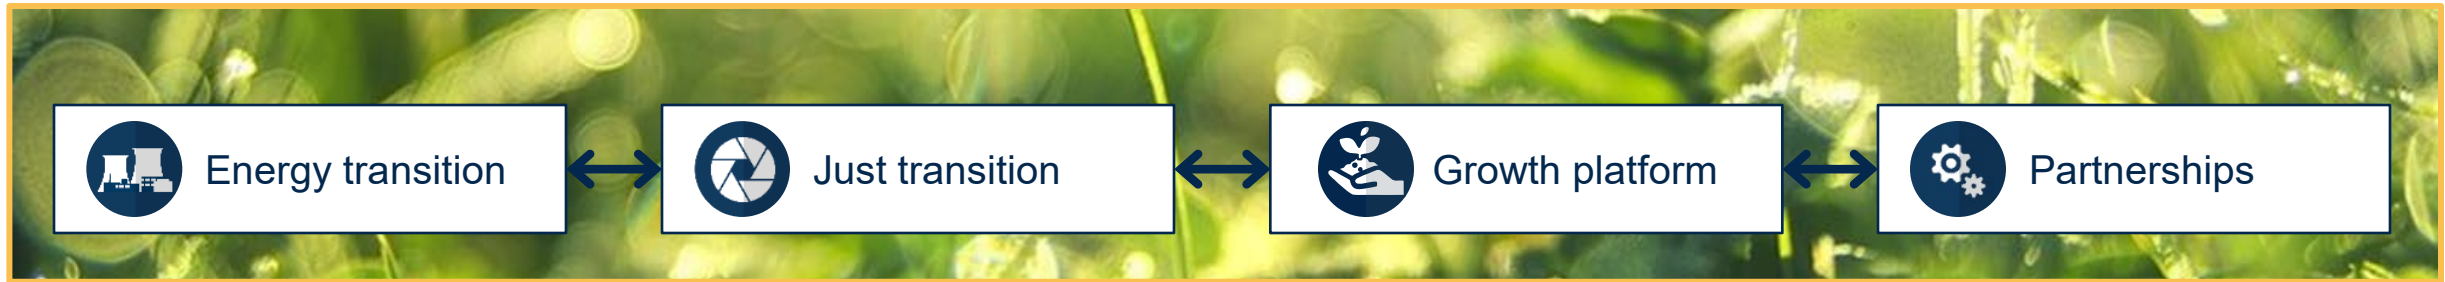 Energy transition
Just transition
Growth platform
Partnerships